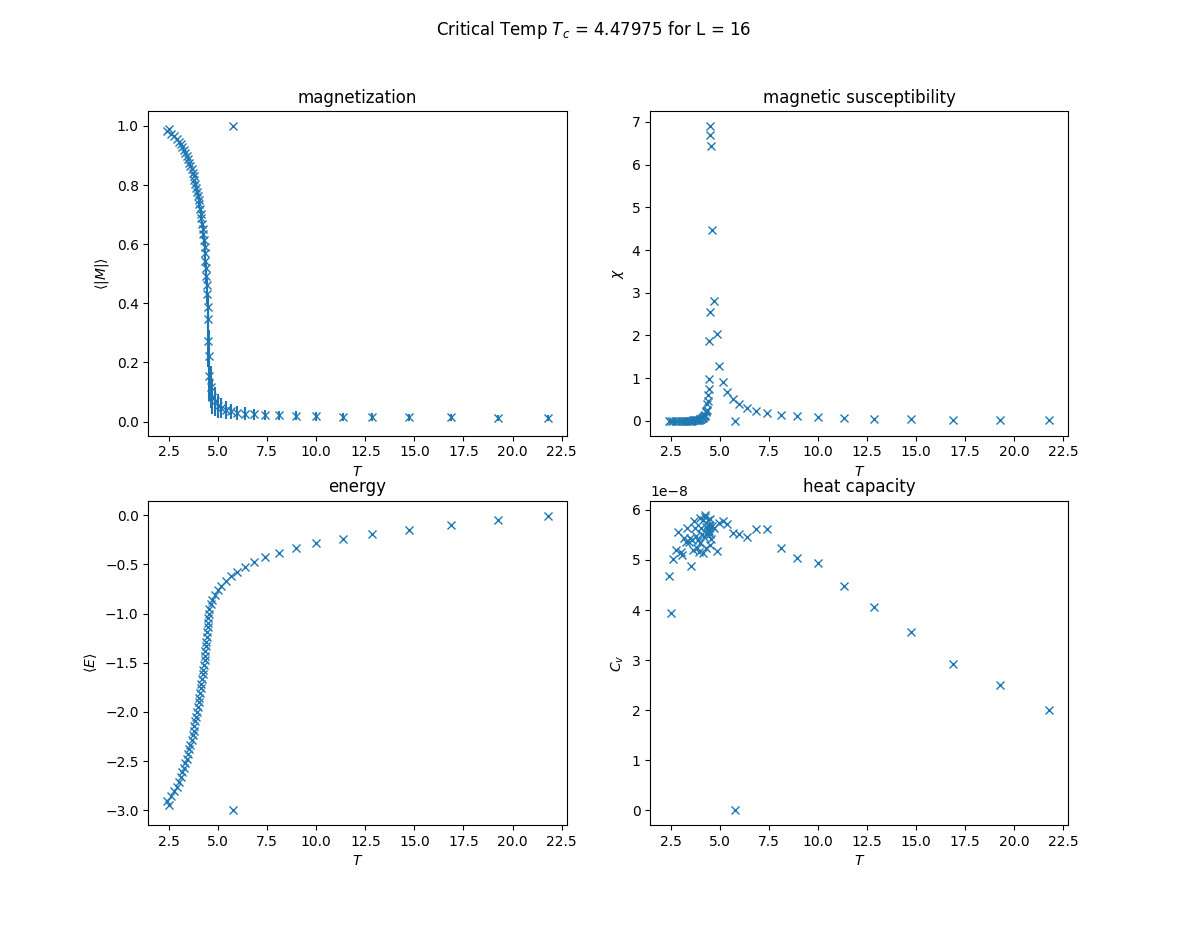 Critical Temp $T_c$ = 4.47975 for L = 16
magnetization
magnetic susceptibility
1.0
0.8
0.6
0.4
0.2
0.0
⟨|M|⟩
2.5 5.0 7.5 10.0 12.5 15.0 17.5 20.0 22.5
T
7
6
5
4
3
2
1
0
χ
2.5 5.0 7.5 10.0 12.5 15.0 17.5 20.0 22.5
T
energy
heat capacity
0.0
−0.5
−1.0
−1.5
−2.0
−2.5
−3.0
⟨E⟩
2.5 5.0 7.5 10.0 12.5 15.0 17.5 20.0 22.5
T
1e−8
6
5
4
3
2
1
0
$C_v$
2.5 5.0 7.5 10.0 12.5 15.0 17.5 20.0 22.5
T